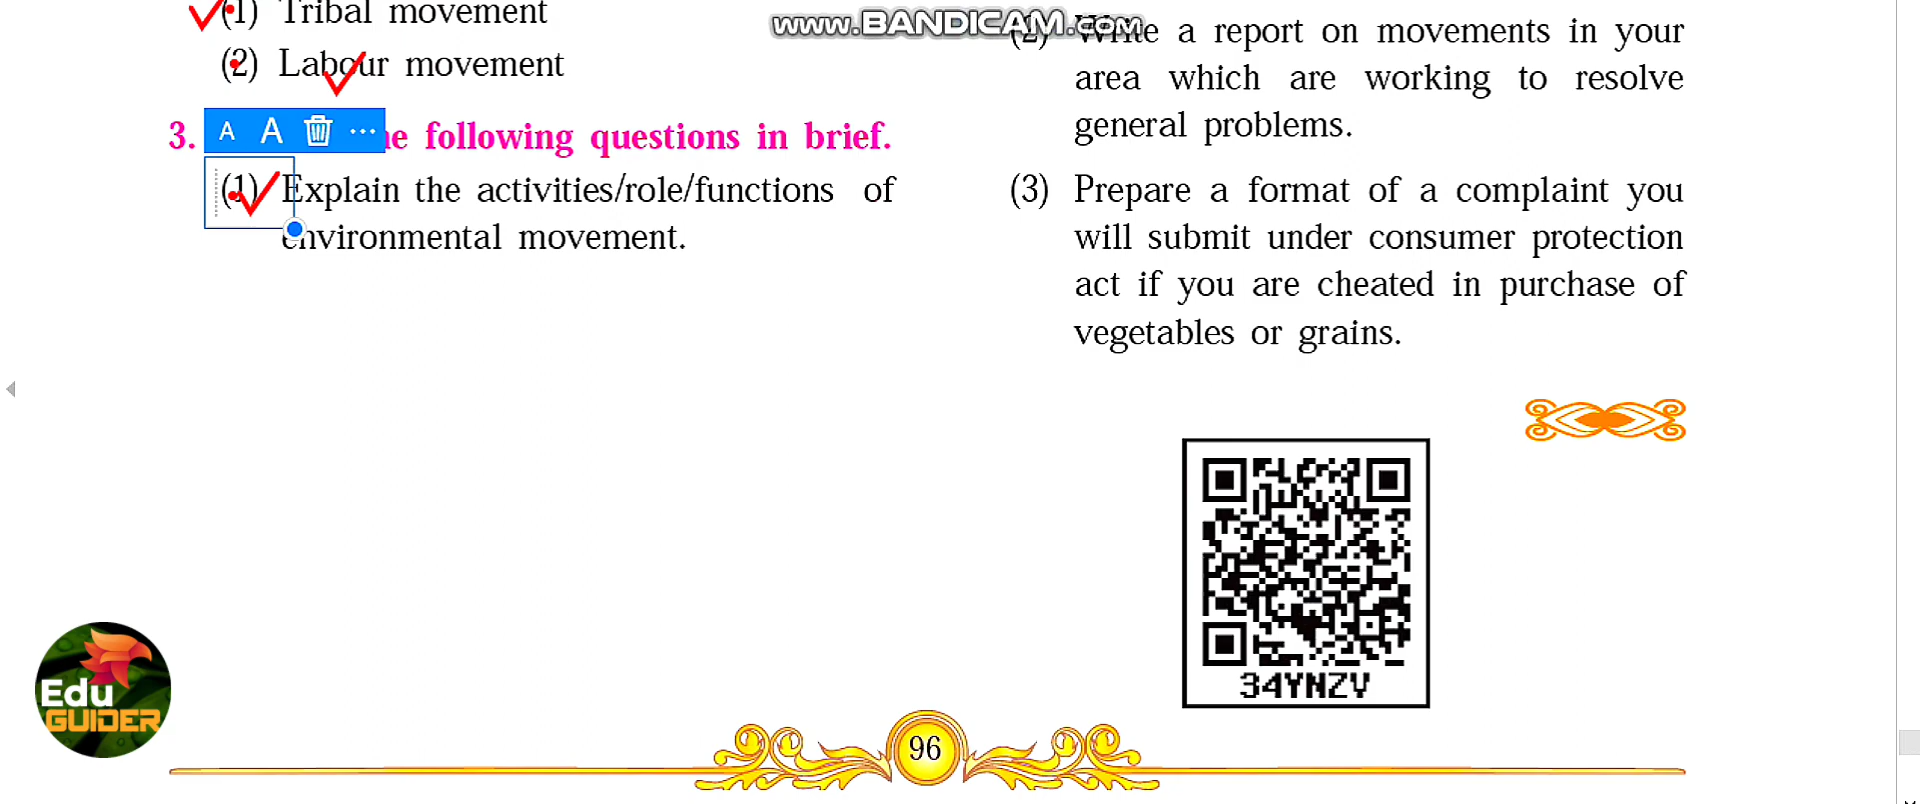 www.BANDICAM.com
(1) Tribal movement
(2) Labour movement
3. following questions in brief.
(1) Explain the activities/role/functions of
environmental movement.
(2) Write a report on movements in your
area which are working to resolve
general problems.
(3) Prepare a format of a complaint you
will submit under consumer protection
act if you are cheated in purchase of
vegetables or grains.
34YNZV
Edu
GUIDER
96
A A ...